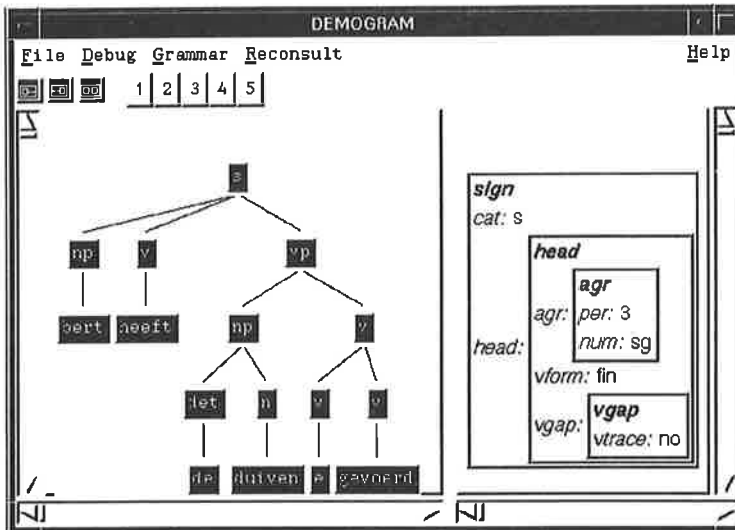 DEMOGRAM
File Debug Grammar Reconsult Help
1 2 3 4 5
s
np v vp
bert heeft np v
det n v v
de duiven e gevoerd
sign
cat: s
head
agr
agr: per: 3
num: sg
head:
vform: fin
vgap
vgap:
vtrace: no